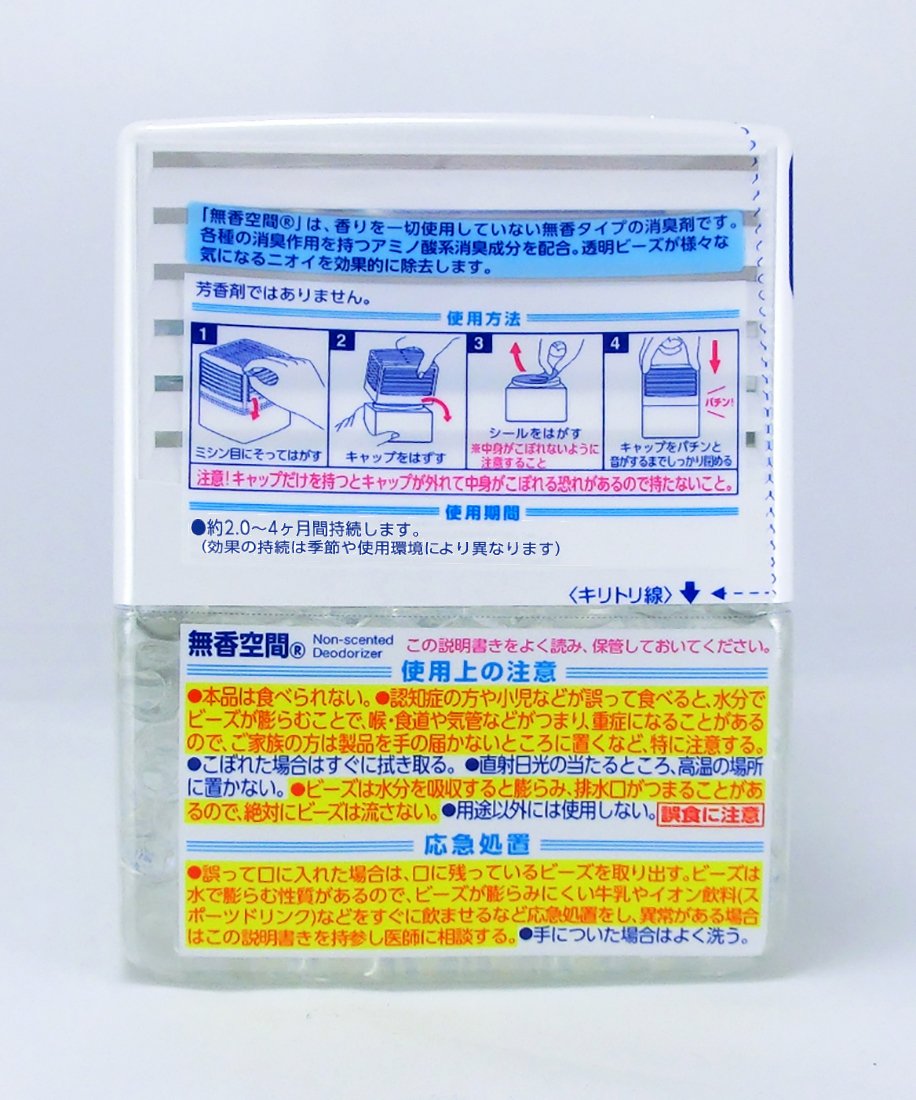 「無香空間®」は、香りを一切使用していない無香タイプの消臭剤です。
各種の消臭作用を持つアミノ酸系消臭成分を配合。透明ビーズが様々な
気になるニオイを効果的に除去します。
芳香剤ではありません。
使用方法
1
2
3
4
パチン!
ミシン目にそってはがす
キャップをはずす
シールをはがす
※中身がこぼれないように
注意すること
キャップをパチンと
音がするまでしっかり閉める
注意!キャップだけを持つとキャップが外れて中身がこぼれる恐れがあるので持たないこと。
使用期間
●約2.0〜4ヶ月間持続します。
(効果の持続は季節や使用環境により異なります)
〈キリトリ線〉
無香空間® Non-scented Deodorizer
この説明書きをよく読み、保管しておいてください。
使用上の注意
●本品は食べられない。●認知症の方や小児などが誤って食べると、水分で
ビーズが膨らむことで、喉・食道や気管などがつまり、重症になることがある
ので、ご家族の方は製品を手の届かないところに置くなど、特に注意する。
●こぼれた場合はすぐに拭き取る。●直射日光の当たるところ、高温の場所
に置かない。●ビーズは水分を吸収すると膨らみ、排水口がつまることがあ
るので、絶対にビーズは流さない。●用途以外には使用しない。誤食に注意
応急処置
●誤って口に入れた場合は、口に残っているビーズを取り出す。ビーズは
水で膨らむ性質があるので、ビーズが膨らみにくい牛乳やイオン飲料(ス
ポーツドリンク)などをすぐに飲ませるなど応急処置をし、異常がある場合
はこの説明書きを持参し医師に相談する。●手についた場合はよく洗う。